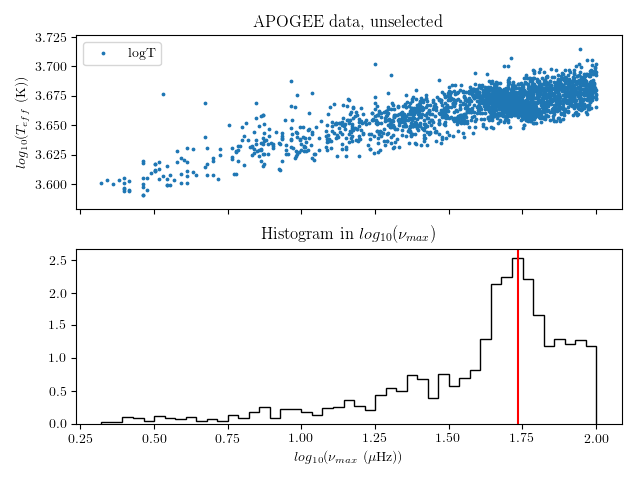 APOGEE data, unselected
3.725
3.700
3.675
3.650
3.625
3.600
log10(Teff (K))
logT
Histogram in log10(νmax)
2.5
2.0
1.5
1.0
0.5
0.0
0.25 0.50 0.75 1.00 1.25 1.50 1.75 2.00
log10(νmax (μHz))